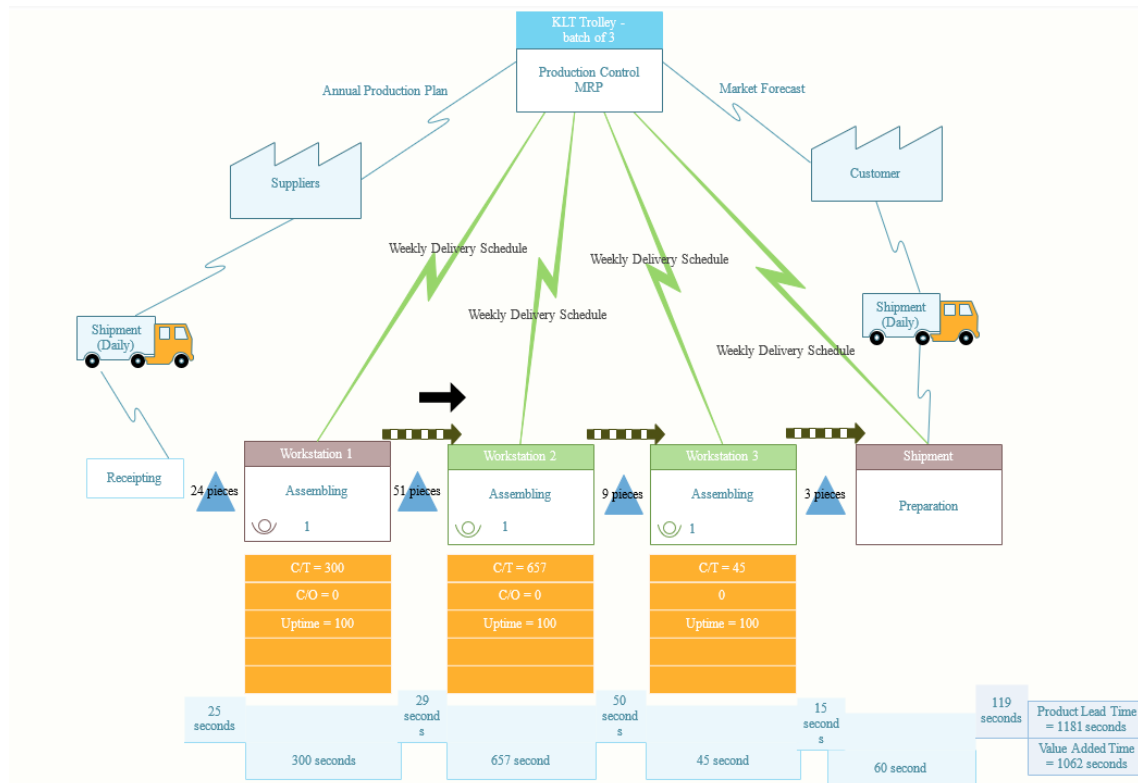 KLT Trolley -
batch of 3
Production Control
MRP
Annual Production Plan
Market Forecast
Suppliers
Customer
Weekly Delivery Schedule
Weekly Delivery Schedule
Weekly Delivery Schedule
Weekly Delivery Schedule
Shipment
(Daily)
Shipment
(Daily)
Receipting
24 pieces
Workstation 1
Assembling
1
51 pieces
Workstation 2
Assembling
1
9 pieces
Workstation 3
Assembling
1
3 pieces
Shipment
Preparation
C/T = 300
C/O = 0
Uptime = 100
C/T = 657
C/O = 0
Uptime = 100
C/T = 45
0
Uptime = 100
25
seconds
300 seconds
29
second
s
657 second
50
seconds
45 second
15
second
s
60 second
119
seconds
Product Lead Time
= 1181 seconds
Value Added Time
= 1062 seconds